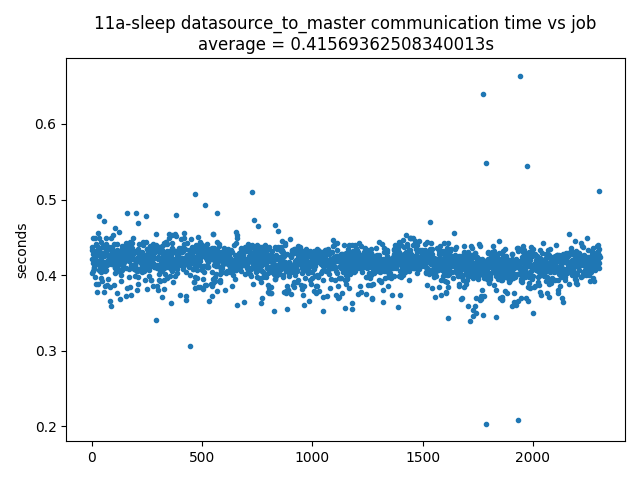 11a-sleep datasource_to_master communication time vs job
average = 0.41569362508340013s
seconds
0.6
0.5
0.4
0.3
0.2
0 500 1000 1500 2000